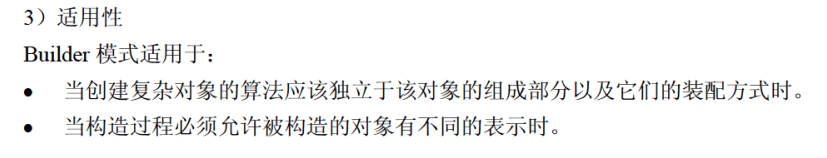 3）适用性
Builder 模式适用于：
● 当创建复杂对象的算法应该独立于该对象的组成部分以及它们的装配方式时。
● 当构造过程必须允许被构造的对象有不同的表示时。